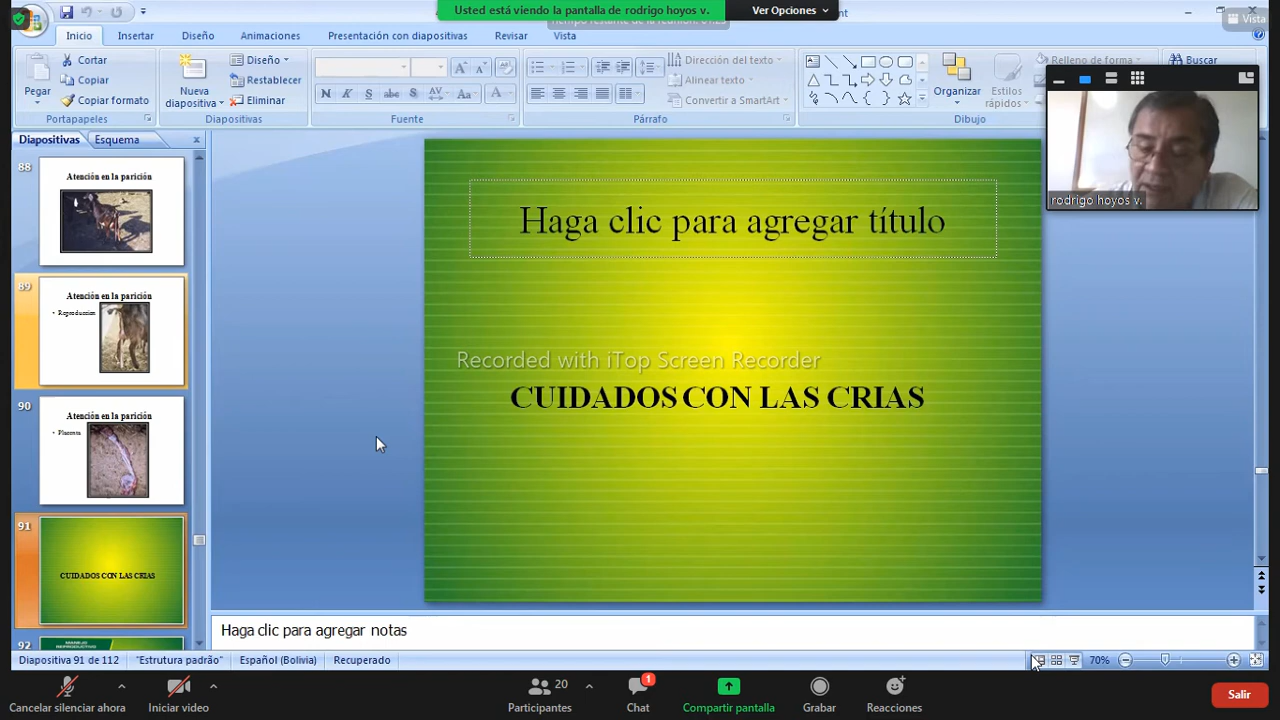 Usted está viendo la pantalla de rodrigo hoyos v.
Ver Opciones
Vista
Inicio
Insertar
Diseño
Animaciones
Presentación con diapositivas
Revisar
Vista
Pegar
Cortar
Copiar
Copiar formato
Portapapeles
Nueva
diapositiva
Diseño
Restablecer
Eliminar
Diapositivas
Fuente
Dirección del texto
Alinear texto
Convertir a SmartArt
Párrafo
Organizar
Estilos
rápidos
Relleno de forma
Dibujo
Buscar
rodrigo hoyos v.
Diapositivas
Esquema
88
Atención en la parición
89
Atención en la parición
• Reproduccion
90
Atención en la parición
• Placenta
91
CUIDADOS CON LAS CRIAS
92
Haga clic para agregar título
Recorded with iTop Screen Recorder
CUIDADOS CON LAS CRIAS
Haga clic para agregar notas
Diapositiva 91 de 112
"Estrutura padrão"
Español (Bolivia)
Recuperado
70%
Cancelar silenciar ahora
Iniciar video
20
Participantes
1
Chat
Compartir pantalla
Grabar
Reacciones
Salir